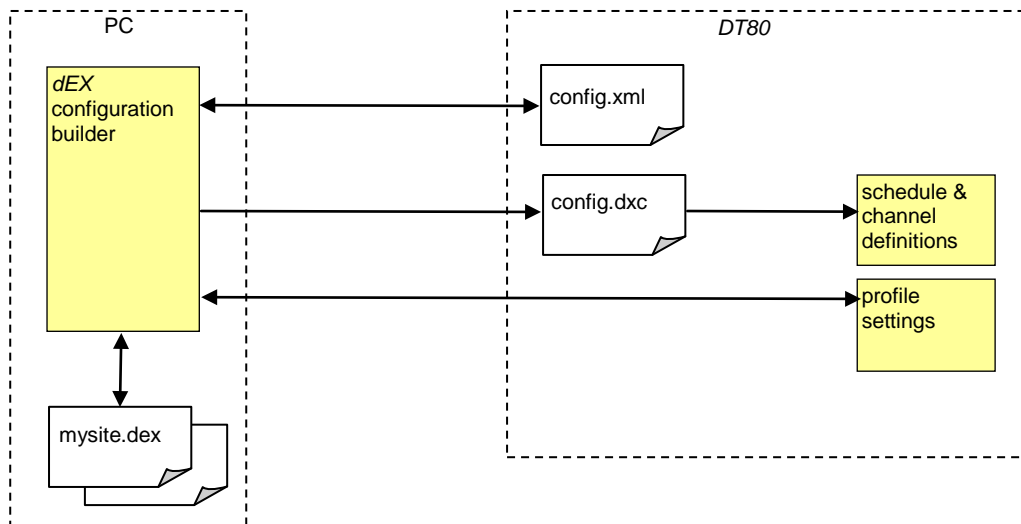 PC
DT80
dEX
configuration
builder
config.xml
config.dxc
schedule &
channel
definitions
profile
settings
mysite.dex